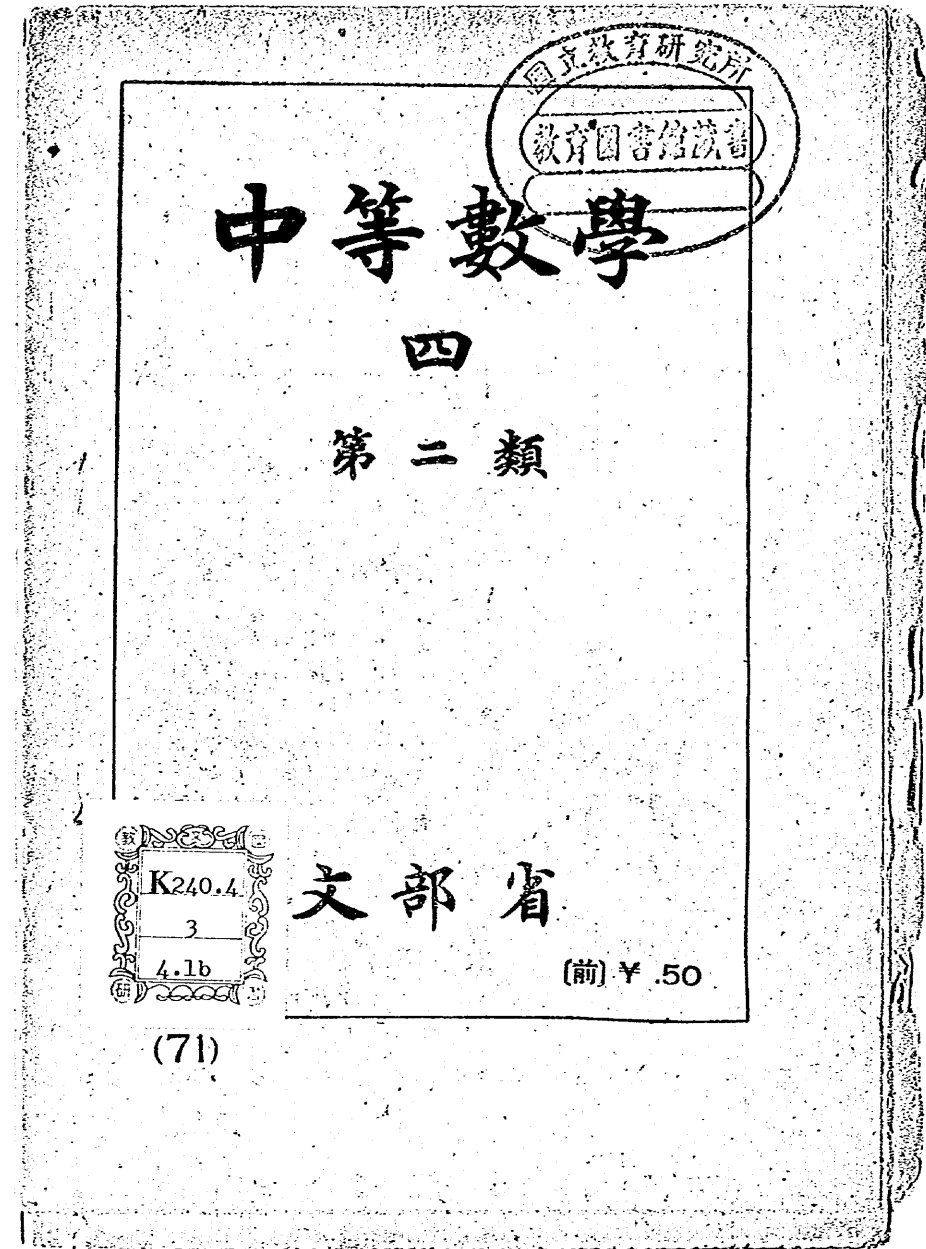 国立教育研究所
教育図書館蔵書
中等數學
四
第二類
文部省
K240.4
3
4.1b
〔前〕¥ .50
(71)